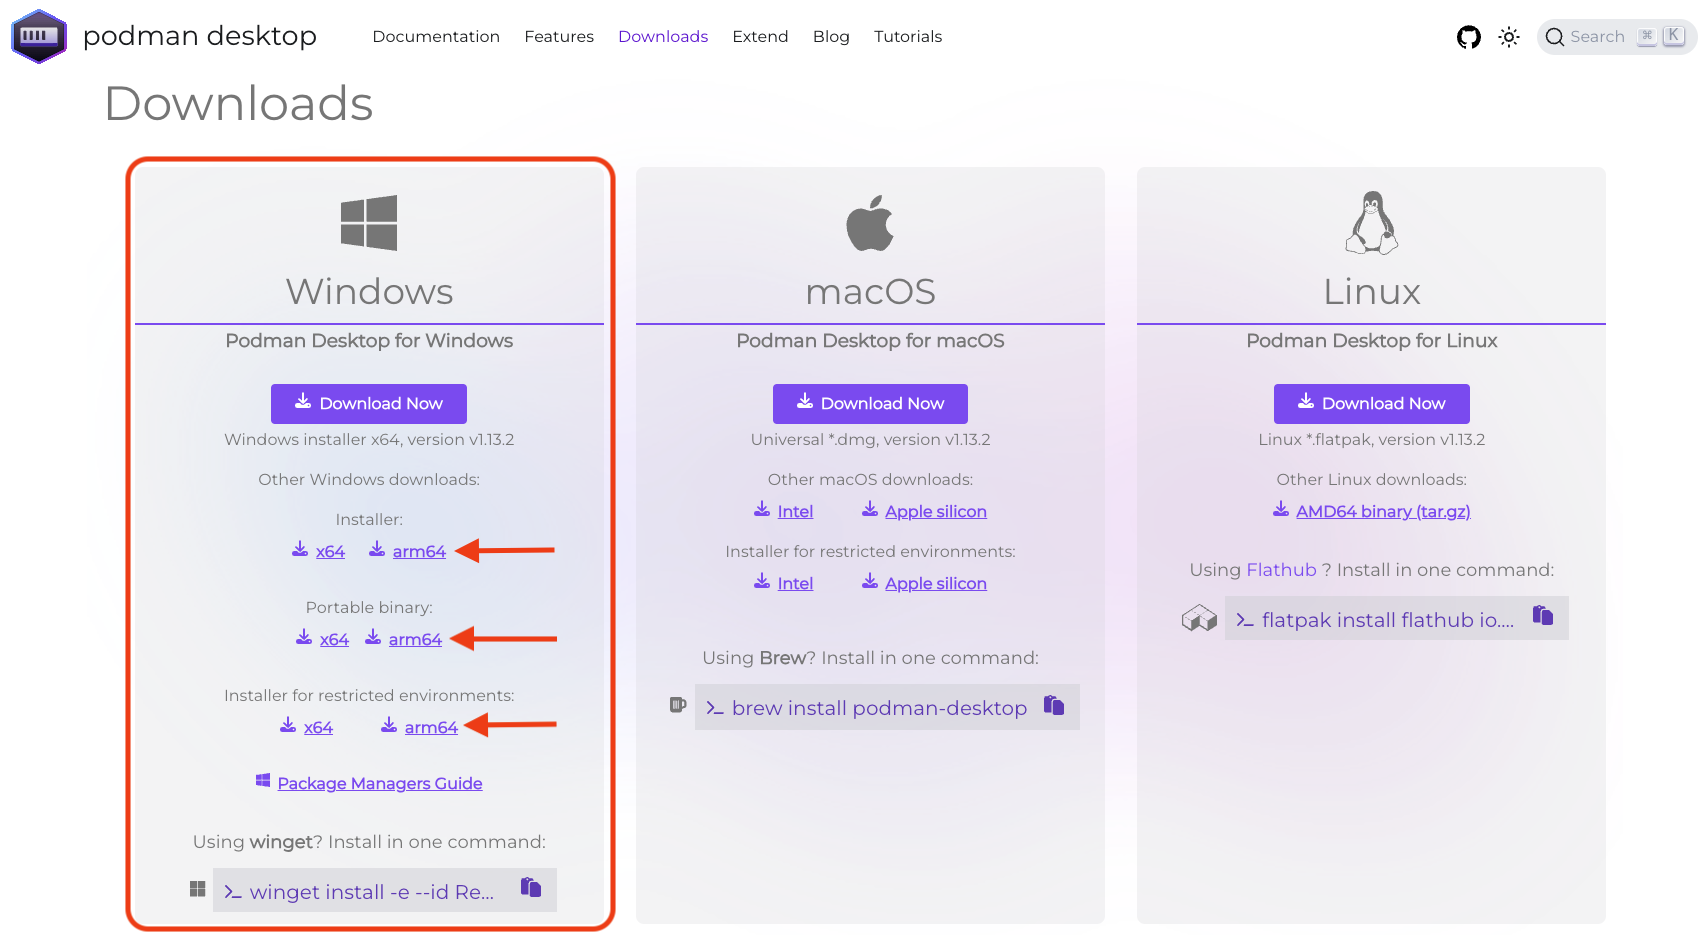 podman desktop Documentation Features Downloads Extend Blog Tutorials Search ⌘ K
Downloads
Windows
Podman Desktop for Windows
Download Now
Windows installer x64, version v1.13.2
Other Windows downloads:
Installer:
x64 arm64
Portable binary:
x64 arm64
Installer for restricted environments:
x64 arm64
Package Managers Guide
Using winget? Install in one command:
>_ winget install -e --id Re...
macOS
Podman Desktop for macOS
Download Now
Universal *.dmg, version v1.13.2
Other macOS downloads:
Intel Apple silicon
Installer for restricted environments:
Intel Apple silicon
Using Brew? Install in one command:
>_ brew install podman-desktop
Linux
Podman Desktop for Linux
Download Now
Linux *.flatpak, version v1.13.2
Other Linux downloads:
AMD64 binary (tar.gz)
Using Flathub ? Install in one command:
>_ flatpak install flathub io....